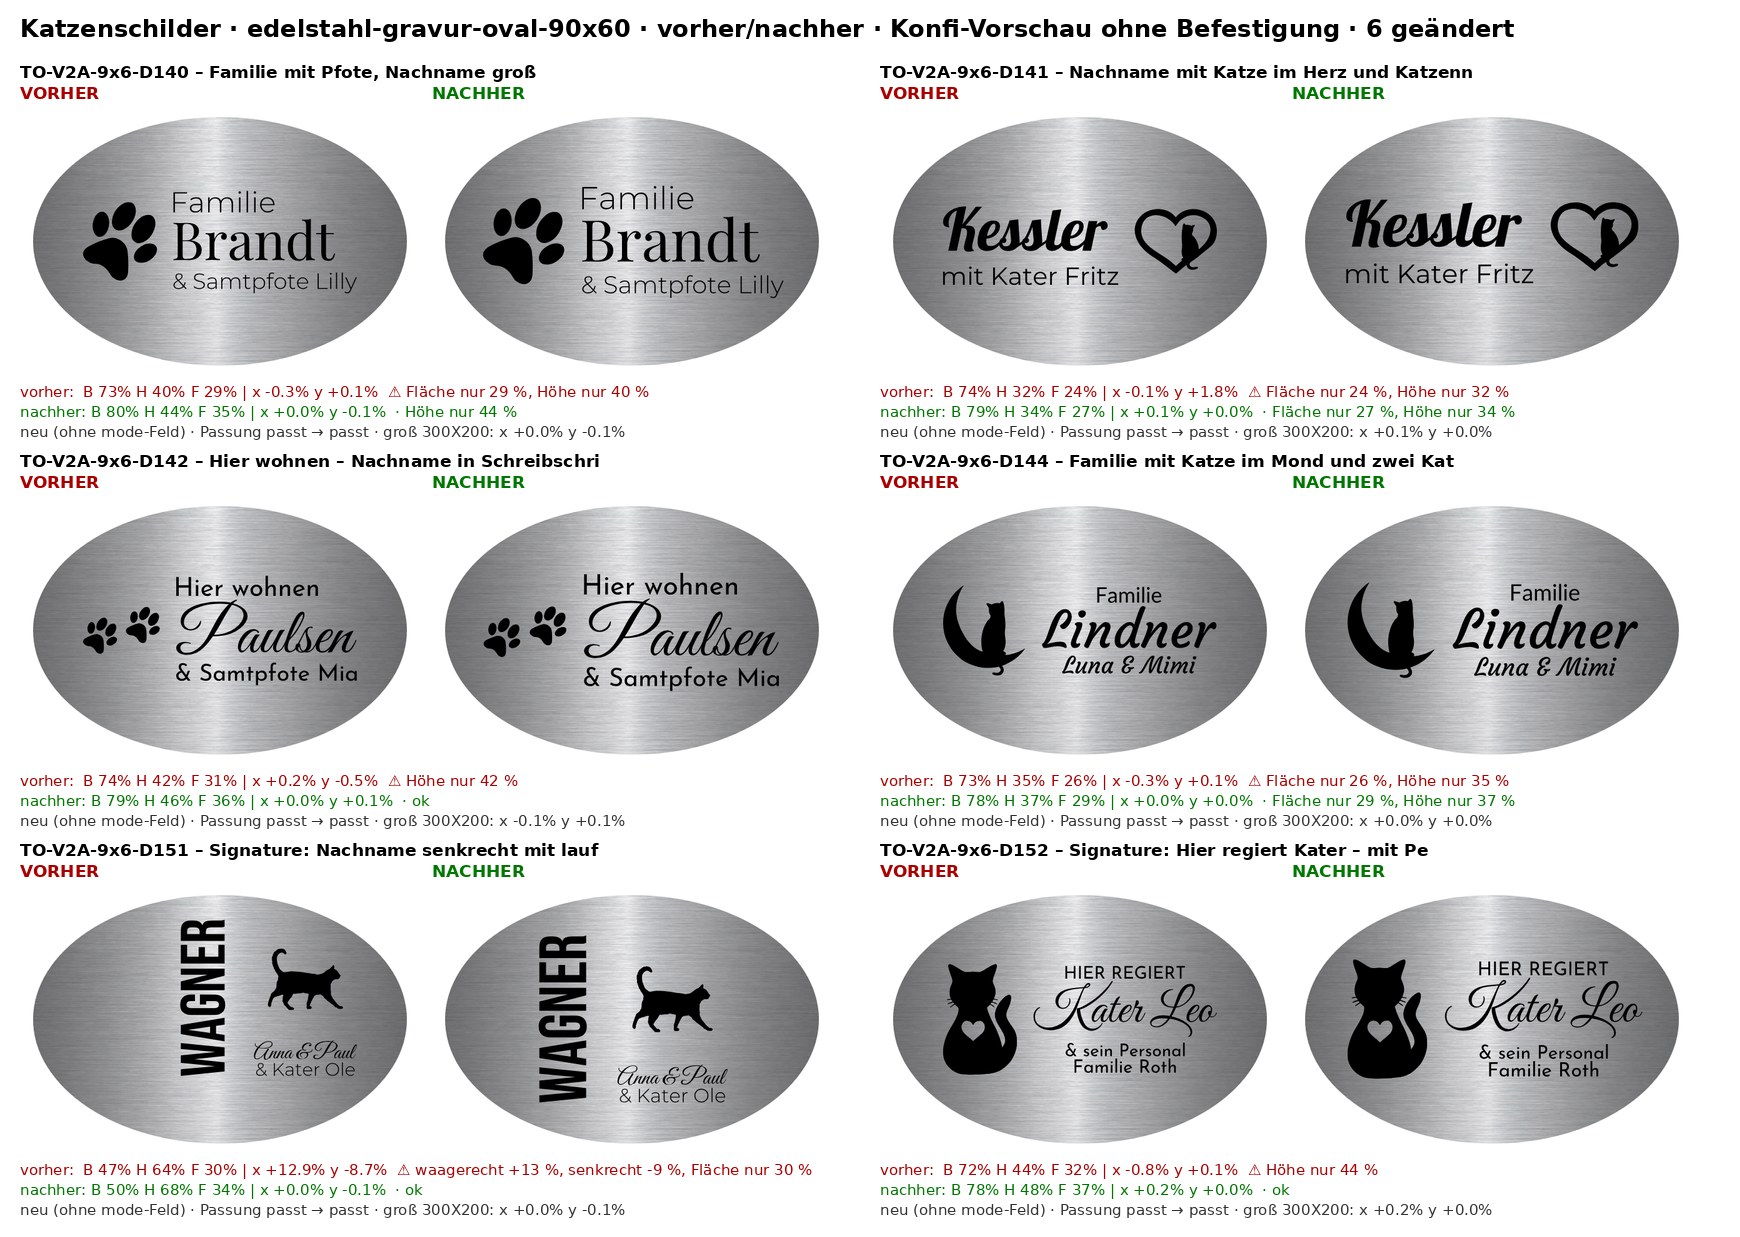 Katzenschilder · edelstahl-gravur-oval-90x60 · vorher/nachher · Konfi-Vorschau ohne Befestigung · 6 geändert
TO-V2A-9x6-D140 – Familie mit Pfote, Nachname groß
VORHER NACHHER
Familie
Brandt
& Samtpfote Lilly
Familie
Brandt
& Samtpfote Lilly
vorher: B 73% H 40% F 29% | x -0.3% y +0.1% ⚠ Fläche nur 29 %, Höhe nur 40 %
nachher: B 80% H 44% F 35% | x +0.0% y -0.1% · Höhe nur 44 %
neu (ohne mode-Feld) · Passung passt → passt · groß 300X200: x +0.0% y -0.1%
TO-V2A-9x6-D141 – Nachname mit Katze im Herz und Katzenn
VORHER NACHHER
Kessler
mit Kater Fritz
Kessler
mit Kater Fritz
vorher: B 74% H 32% F 24% | x -0.1% y +1.8% ⚠ Fläche nur 24 %, Höhe nur 32 %
nachher: B 79% H 34% F 27% | x +0.1% y +0.0% · Fläche nur 27 %, Höhe nur 34 %
neu (ohne mode-Feld) · Passung passt → passt · groß 300X200: x +0.1% y +0.0%
TO-V2A-9x6-D142 – Hier wohnen – Nachname in Schreibschri
VORHER NACHHER
Hier wohnen
Paulsen
& Samtpfote Mia
Hier wohnen
Paulsen
& Samtpfote Mia
vorher: B 74% H 42% F 31% | x +0.2% y -0.5% ⚠ Höhe nur 42 %
nachher: B 79% H 46% F 36% | x +0.0% y +0.1% · ok
neu (ohne mode-Feld) · Passung passt → passt · groß 300X200: x -0.1% y +0.1%
TO-V2A-9x6-D144 – Familie mit Katze im Mond und zwei Kat
VORHER NACHHER
Familie
Lindner
Luna & Mimi
Familie
Lindner
Luna & Mimi
vorher: B 73% H 35% F 26% | x -0.3% y +0.1% ⚠ Fläche nur 26 %, Höhe nur 35 %
nachher: B 78% H 37% F 29% | x +0.0% y +0.0% · Fläche nur 29 %, Höhe nur 37 %
neu (ohne mode-Feld) · Passung passt → passt · groß 300X200: x +0.0% y +0.0%
TO-V2A-9x6-D151 – Signature: Nachname senkrecht mit lauf
VORHER NACHHER
WAGNER
Anna & Paul
& Kater Ole
WAGNER
Anna & Paul
& Kater Ole
vorher: B 47% H 64% F 30% | x +12.9% y -8.7% ⚠ waagerecht +13 %, senkrecht -9 %, Fläche nur 30 %
nachher: B 50% H 68% F 34% | x +0.0% y -0.1% · ok
neu (ohne mode-Feld) · Passung passt → passt · groß 300X200: x +0.0% y -0.1%
TO-V2A-9x6-D152 – Signature: Hier regiert Kater – mit Pe
VORHER NACHHER
HIER REGIERT
Kater Leo
& sein Personal
Familie Roth
HIER REGIERT
Kater Leo
& sein Personal
Familie Roth
vorher: B 72% H 44% F 32% | x -0.8% y +0.1% ⚠ Höhe nur 44 %
nachher: B 78% H 48% F 37% | x +0.2% y +0.0% · ok
neu (ohne mode-Feld) · Passung passt → passt · groß 300X200: x +0.2% y +0.0%